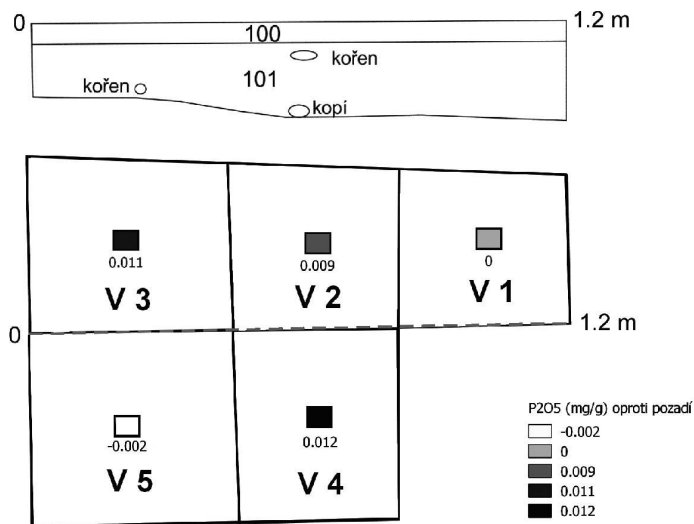 0 1.2 m
100
kořen
101
kořen
kopí
0.011 0.009 0
V 3 V 2 V 1
0 1.2 m
P2O5 (mg/g) oproti pozadí
-0.002
0
0.009
0.011
0.012
-0.002 0.012
V 5 V 4